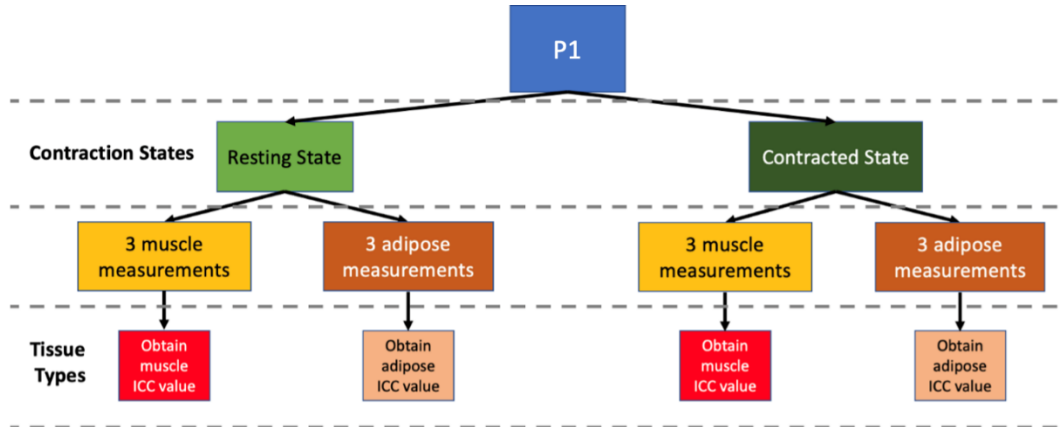 P1
Contraction States
Resting State
Contracted State
3 muscle
measurements
3 adipose
measurements
3 muscle
measurements
3 adipose
measurements
Tissue
Types
Obtain
muscle
ICC value
Obtain
adipose
ICC value
Obtain
muscle
ICC value
Obtain
adipose
ICC value